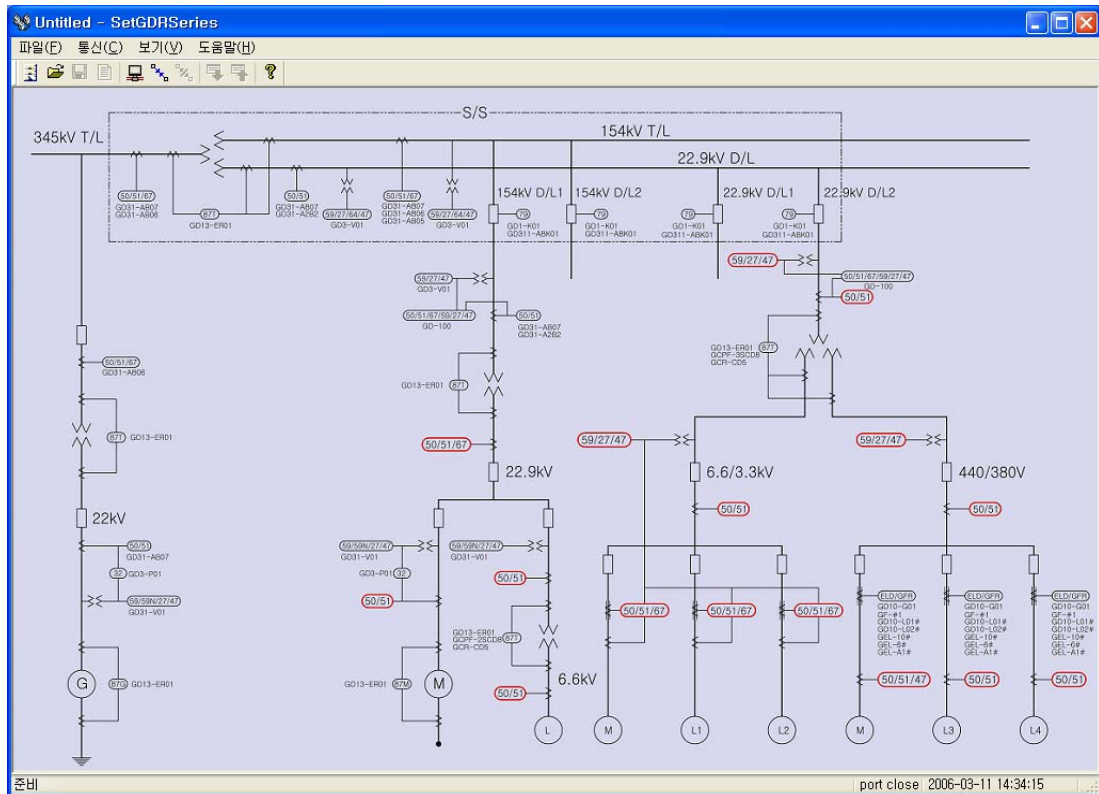 Untitled - SetGDRSeries
파일(F) 통신(C) 보기(V) 도움말(H)
S/S
345kV T/L
154kV T/L
22.9kV D/L
50/51/67
GD31-AB07
GD31-AB06
87T
GD13-ER01
50/51
GD31-AB07
GD31-A2B2
59/27/64/47
GD3-V01
50/51/67
GD31-AB07
GD31-AB06
GD31-AB05
59/27/64/47
GD3-V01
154kV D/L1
79
GD1-K01
GD311-ABK01
154kV D/L2
79
GD1-K01
GD311-ABK01
22.9kV D/L1
79
GD1-K01
GD311-ABK01
22.9kV D/L2
59/27/47
GD3-V01
50/51/67/59/27/47
GD-100
50/51
GD31-AB07
GD31-A2B2
59/27/47
50/51/67/59/27/47
GD-100
50/51
50/51/67
GD31-AB06
87T
GD13-ER01
GD13-ER01
87T
GD13-ER01
GCPF-3SCD8
GCR-CD5
87T
50/51/67
22.9kV
59/27/47
6.6/3.3kV
50/51
59/27/47
440/380V
50/51
22kV
50/51
GD31-AB07
32
GD3-P01
59/59N/27/47
GD31-V01
59/59N/27/47
GD31-V01
GD3-P01
32
50/51
59/59N/27/47
GD31-V01
50/51
GD13-ER01
GCPF-2SCD8
GCR-CD5
87T
50/51
6.6kV
50/51/67
50/51/67
50/51/67
ELD/GFR
GD10-G01
GF-#1
GD10-L01#
GD10-L02#
GEL-10#
GEL-6#
GEL-A1#
ELD/GFR
GD10-G01
GF-#1
GD10-L01#
GD10-L02#
GEL-10#
GEL-6#
GEL-A1#
ELD/GFR
GD10-G01
GF-#1
GD10-L01#
GD10-L02#
GEL-10#
GEL-6#
GEL-A1#
50/51/47
50/51
50/51
G
87G
GD13-ER01
GD13-ER01
87M
M
L
M
L1
L2
M
L3
L4
준비
port close
2006-03-11 14:34:15